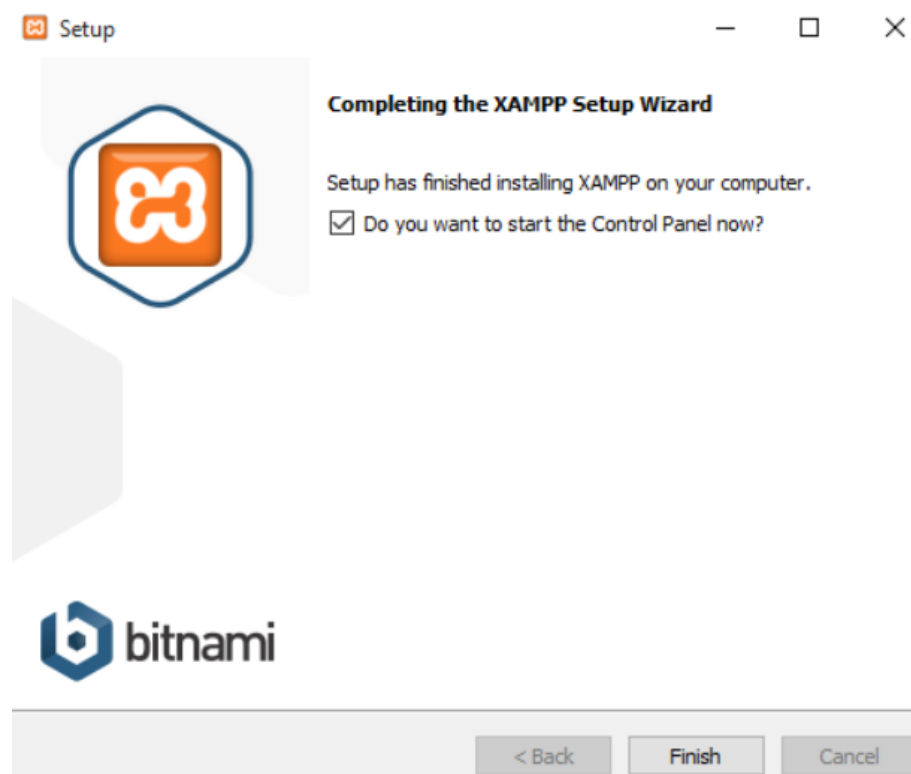 Setup
Completing the XAMPP Setup Wizard
Setup has finished installing XAMPP on your computer.
Do you want to start the Control Panel now?
bitnami
< Back
Finish
Cancel